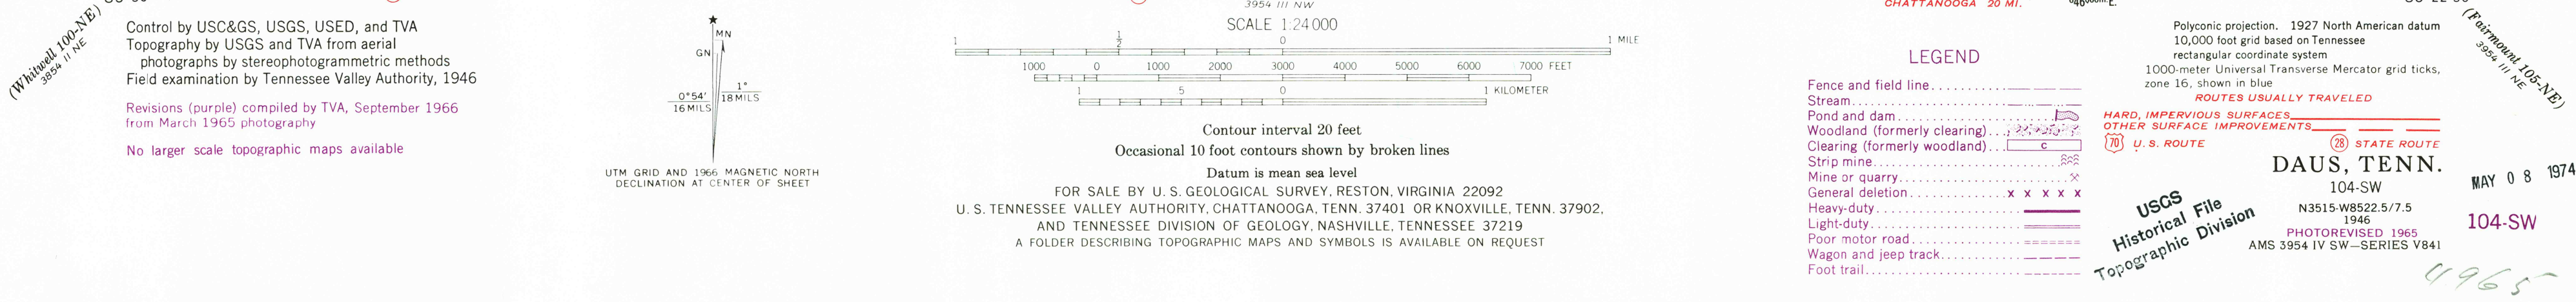 (Whitwell 100-NE)
3854 II NE
Control by USC&GS, USGS, USED, and TVA
Topography by USGS and TVA from aerial
photographs by stereophotogrammetric methods
Field examination by Tennessee Valley Authority, 1946
Revisions (purple) compiled by TVA, September 1966
from March 1965 photography
No larger scale topographic maps available
MN
GN
0°54'
16 MILS
1°
18 MILS
UTM GRID AND 1966 MAGNETIC NORTH
DECLINATION AT CENTER OF SHEET
3954 III NW
SCALE 1:24 000
1 ½ 0 1 MILE
1000 0 1000 2000 3000 4000 5000 6000 7000 FEET
1 .5 0 1 KILOMETER
Contour interval 20 feet
Occasional 10 foot contours shown by broken lines
Datum is mean sea level
FOR SALE BY U. S. GEOLOGICAL SURVEY, RESTON, VIRGINIA 22092
U. S. TENNESSEE VALLEY AUTHORITY, CHATTANOOGA, TENN. 37401 OR KNOXVILLE, TENN. 37902,
AND TENNESSEE DIVISION OF GEOLOGY, NASHVILLE, TENNESSEE 37219
A FOLDER DESCRIBING TOPOGRAPHIC MAPS AND SYMBOLS IS AVAILABLE ON REQUEST
CHATTANOOGA 20 MI.
LEGEND
Fence and field line
Stream
Pond and dam
Woodland (formerly clearing)
Clearing (formerly woodland) C
Strip mine
Mine or quarry
General deletion X X X X X
Heavy-duty
Light-duty
Poor motor road
Wagon and jeep track
Foot trail
Polyconic projection. 1927 North American datum
10,000 foot grid based on Tennessee
rectangular coordinate system
1000-meter Universal Transverse Mercator grid ticks,
zone 16, shown in blue
ROUTES USUALLY TRAVELED
HARD, IMPERVIOUS SURFACES
OTHER SURFACE IMPROVEMENTS
70 U. S. ROUTE 28 STATE ROUTE
DAUS, TENN.
104-SW
N3515-W8522.5/7.5
1946
PHOTOREVISED 1965
AMS 3954 IV SW—SERIES V841
USGS
Historical File
Topographic Division
(Fairmount 105-NE)
3954 III NE
MAY 08 1974
104-SW
4965